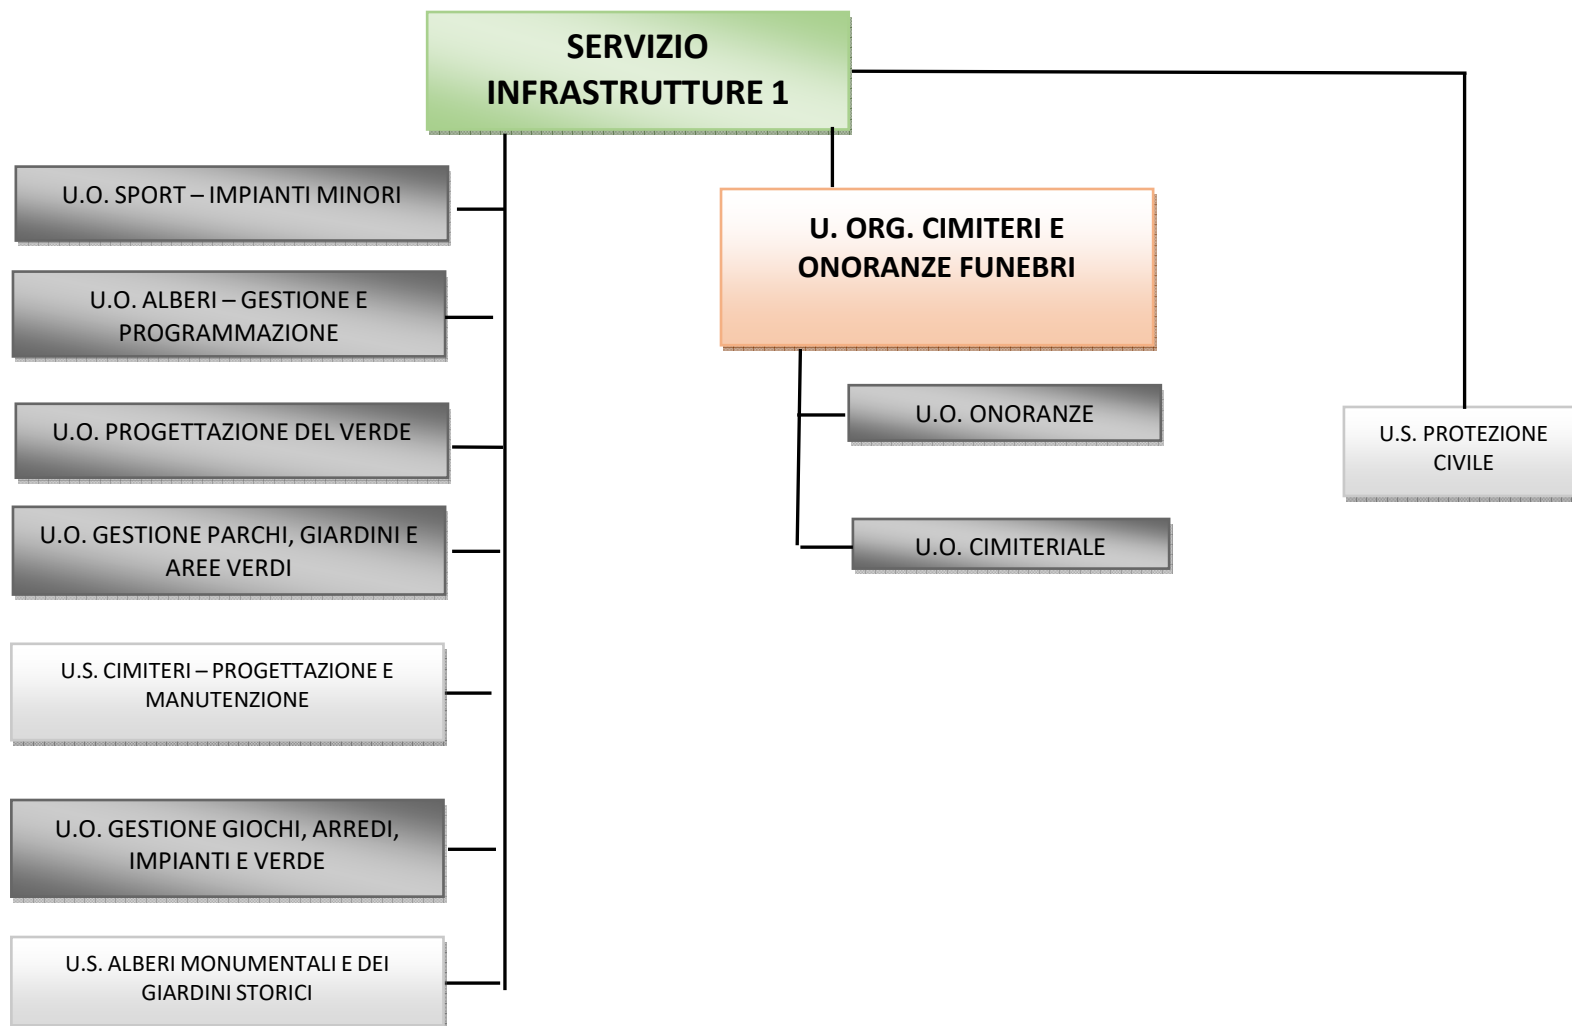 SERVIZIO
INFRASTRUTTURE 1
U.O. SPORT – IMPIANTI MINORI
U.O. ALBERI – GESTIONE E
PROGRAMMAZIONE
U.O. PROGETTAZIONE DEL VERDE
U.O. GESTIONE PARCHI, GIARDINI E
AREE VERDI
U.S. CIMITERI – PROGETTAZIONE E
MANUTENZIONE
U.O. GESTIONE GIOCHI, ARREDI,
IMPIANTI E VERDE
U.S. ALBERI MONUMENTALI E DEI
GIARDINI STORICI
U. ORG. CIMITERI E
ONORANZE FUNEBRI
U.O. ONORANZE
U.O. CIMITERIALE
U.S. PROTEZIONE
CIVILE